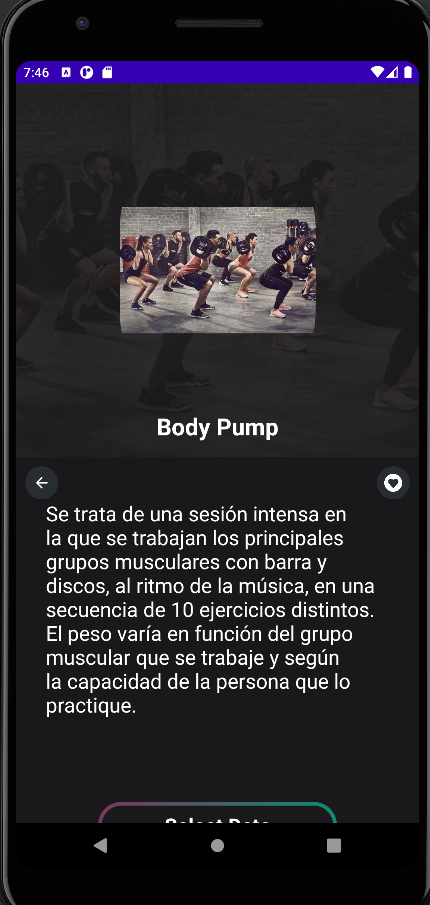 7:46
Body Pump
Se trata de una sesión intensa en
la que se trabajan los principales
grupos musculares con barra y
discos, al ritmo de la música, en una
secuencia de 10 ejercicios distintos.
El peso varía en función del grupo
muscular que se trabaje y según
la capacidad de la persona que lo
practique.
Select Date